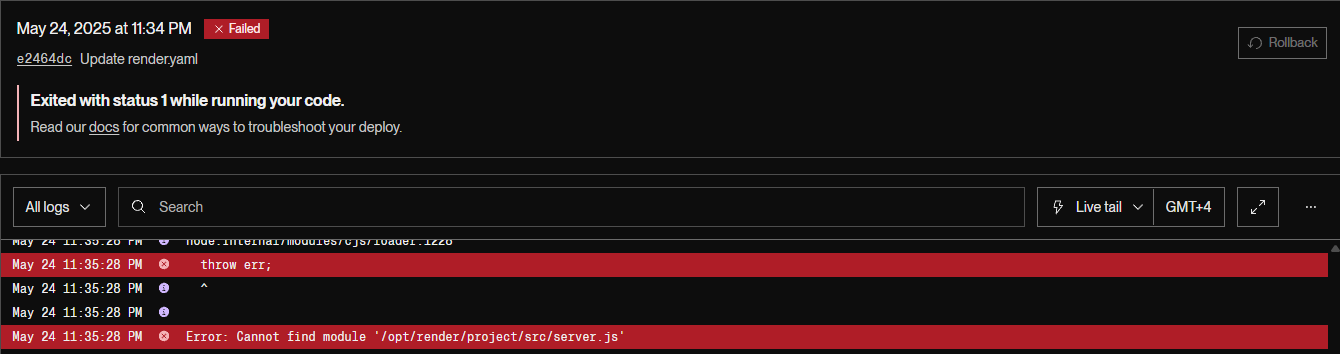 May 24, 2025 at 11:34 PM Failed
e2464dc Update render.yaml
Rollback
Exited with status 1 while running your code.
Read our docs for common ways to troubleshoot your deploy.
All logs Search Live tail GMT+4
May 24 11:35:28 PM node:internal/modules/cjs/loader:1228
May 24 11:35:28 PM throw err;
May 24 11:35:28 PM ^
May 24 11:35:28 PM
May 24 11:35:28 PM Error: Cannot find module '/opt/render/project/src/server.js'